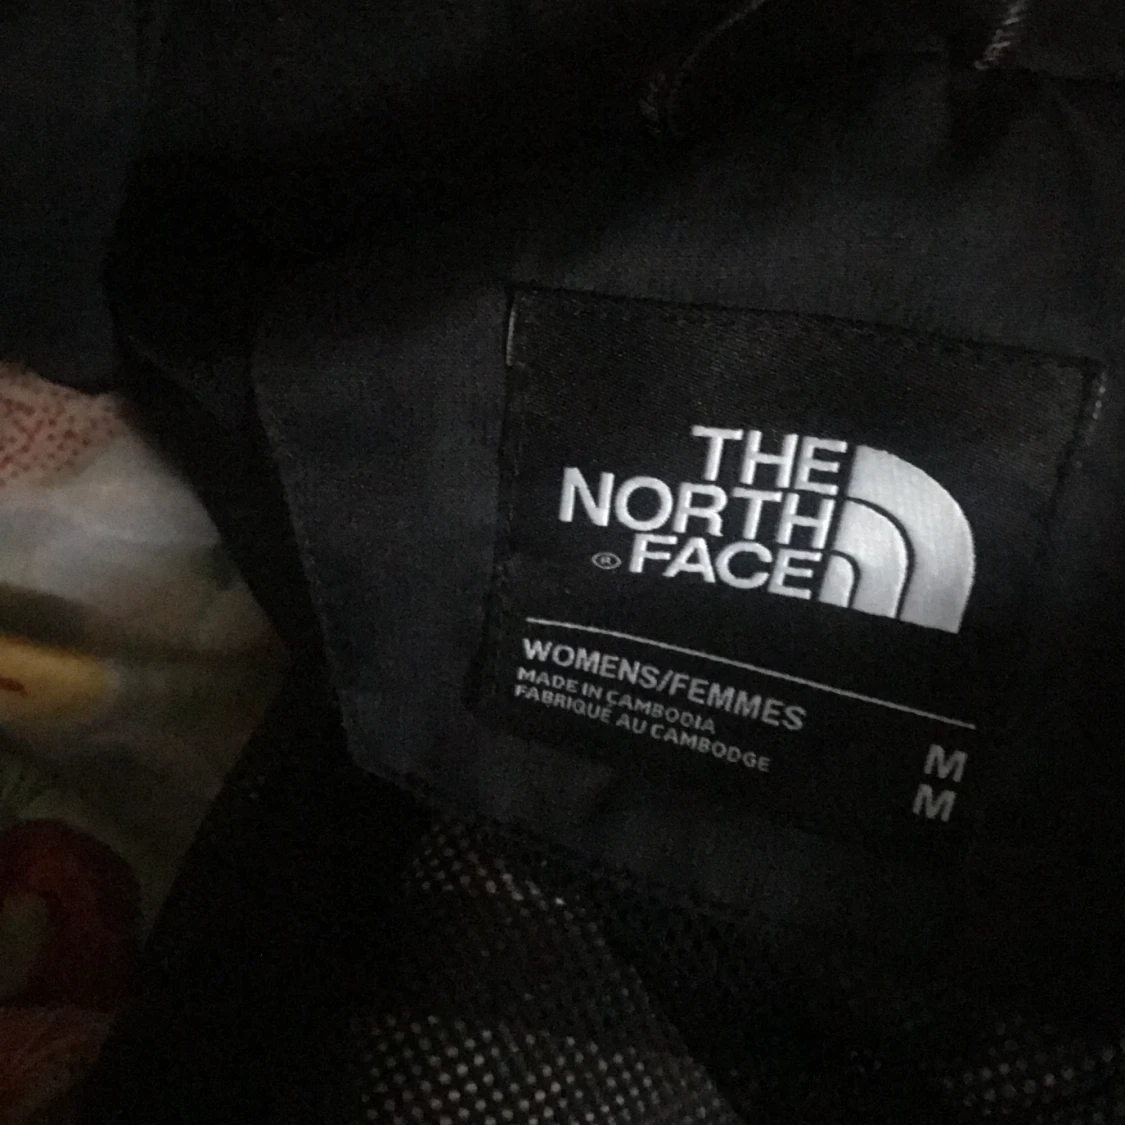 THE
NORTH
® FACE
WOMENS/FEMMES
MADE IN CAMBODIA
FABRIQUÉ AU CAMBODGE
M
M